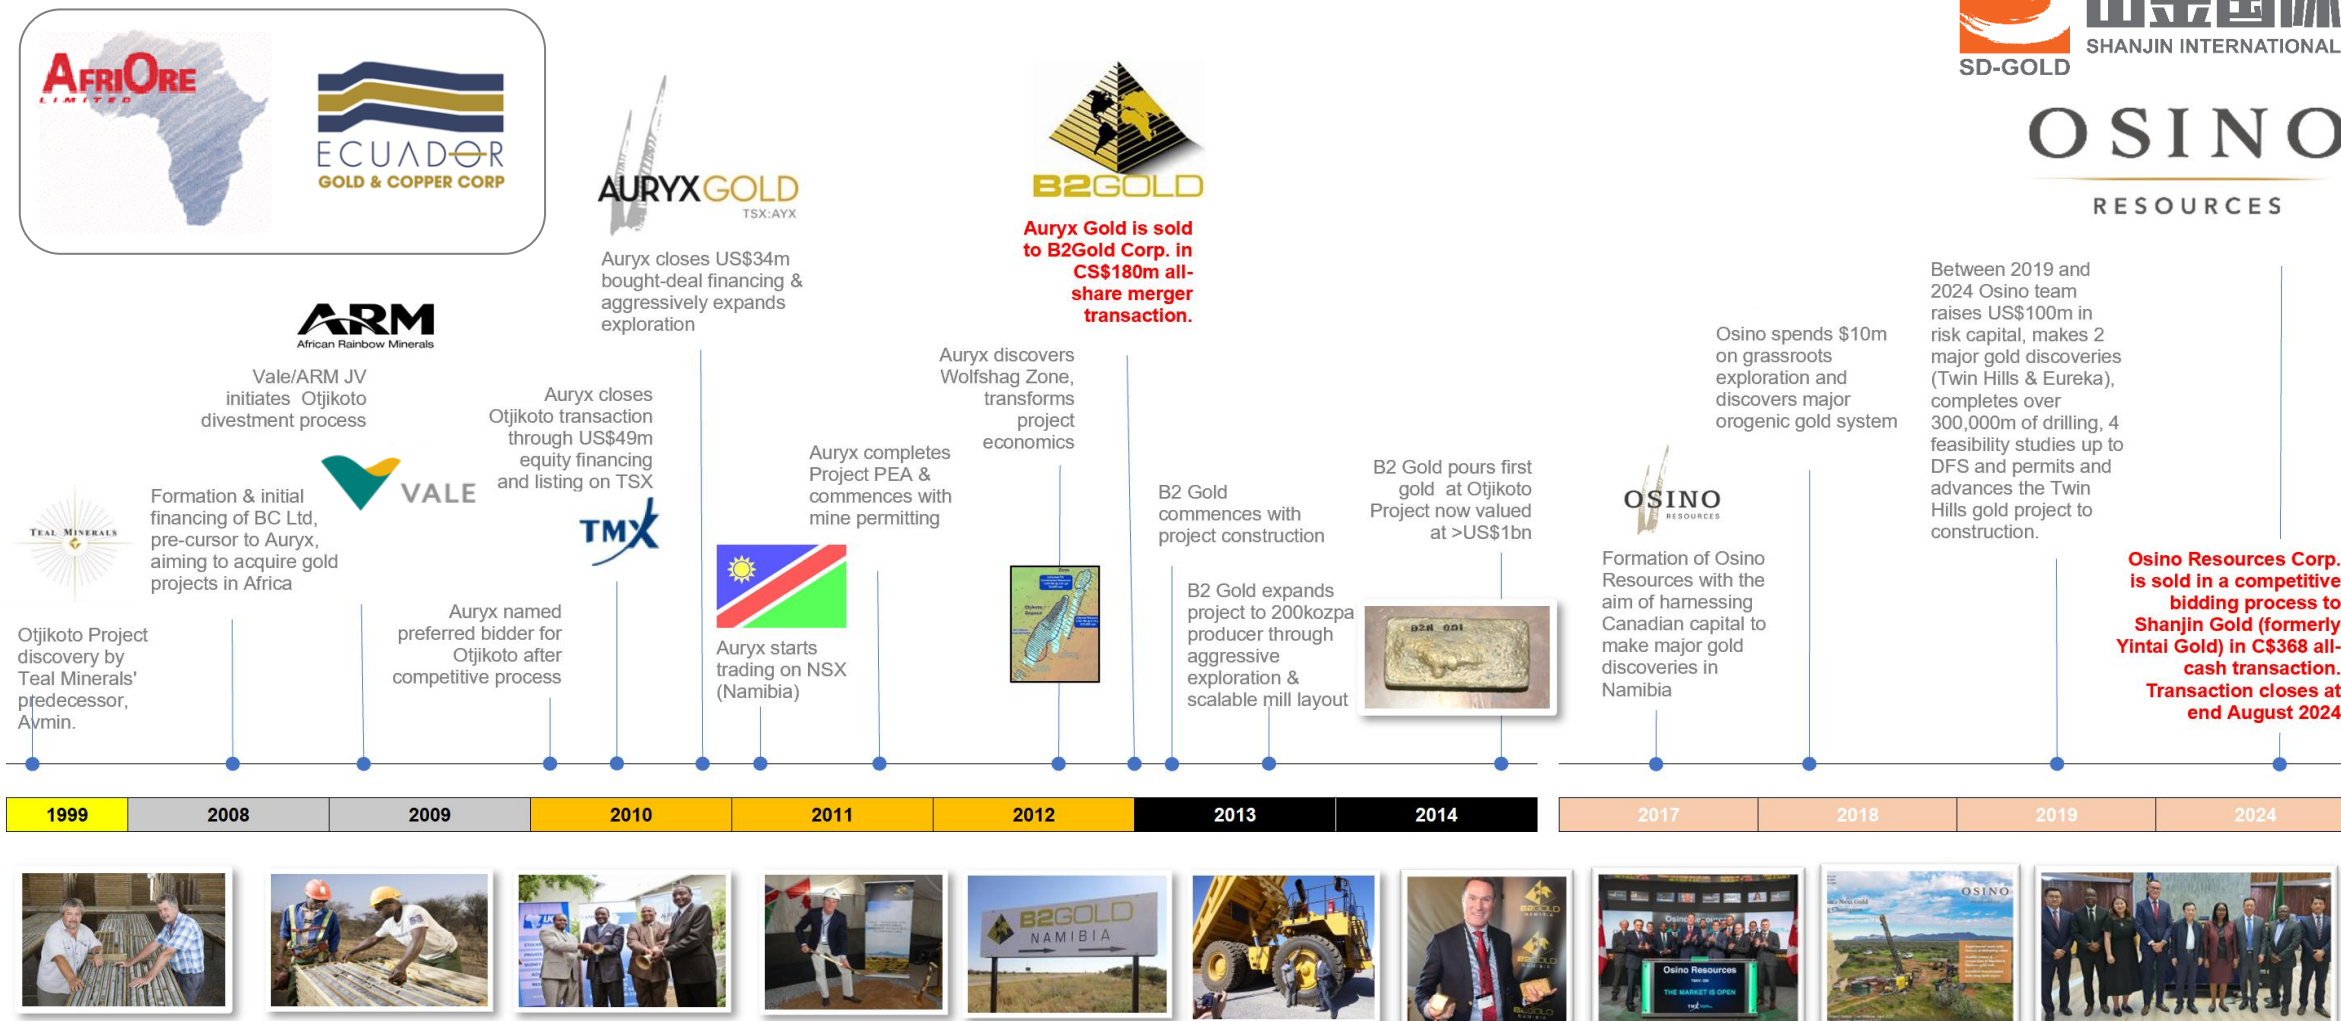 AFRIORE
LIMITED
ECUADOR
GOLD & COPPER CORP
AURYXGOLD
TSX:AYX
B2GOLD
山金国际
SHANJIN INTERNATIONAL
SD-GOLD
OSINO
RESOURCES
Otjikoto Project
discovery by
Teal Minerals'
predecessor,
Avmin.
TEAL MINERALS
Formation & initial
financing of BC Ltd,
pre-cursor to Auryx,
aiming to acquire gold
projects in Africa
ARM
African Rainbow Minerals
Vale/ARM JV
initiates Otjikoto
divestment process
VALE
Auryx named
preferred bidder for
Otjikoto after
competitive process
Auryx closes
Otjikoto transaction
through US$49m
equity financing
and listing on TSX
TMX
Auryx closes US$34m
bought-deal financing &
aggressively expands
exploration
Auryx starts
trading on NSX
(Namibia)
Auryx completes
Project PEA &
commences with
mine permitting
Auryx discovers
Wolfshag Zone,
transforms
project
economics
Auryx Gold is sold
to B2Gold Corp. in
CS$180m all-
share merger
transaction.
B2 Gold
commences with
project construction
B2 Gold expands
project to 200kozpa
producer through
aggressive
exploration &
scalable mill layout
B2 Gold pours first
gold at Otjikoto
Project now valued
at >US$1bn
B2N 001
OSINO
RESOURCES
Formation of Osino
Resources with the
aim of harnessing
Canadian capital to
make major gold
discoveries in
Namibia
Osino spends $10m
on grassroots
exploration and
discovers major
orogenic gold system
Between 2019 and
2024 Osino team
raises US$100m in
risk capital, makes 2
major gold discoveries
(Twin Hills & Eureka),
completes over
300,000m of drilling, 4
feasibility studies up to
DFS and permits and
advances the Twin
Hills gold project to
construction.
Osino Resources Corp.
is sold in a competitive
bidding process to
Shanjin Gold (formerly
Yintai Gold) in C$368 all-
cash transaction.
Transaction closes at
end August 2024
1999 2008 2009 2010 2011 2012 2013 2014 2017 2018 2019 2024
B2GOLD
NAMIBIA
B2GOLD
NAMIBIA
Osino Resources
Osino Resources
THE MARKET IS OPEN
TMX
OSINO